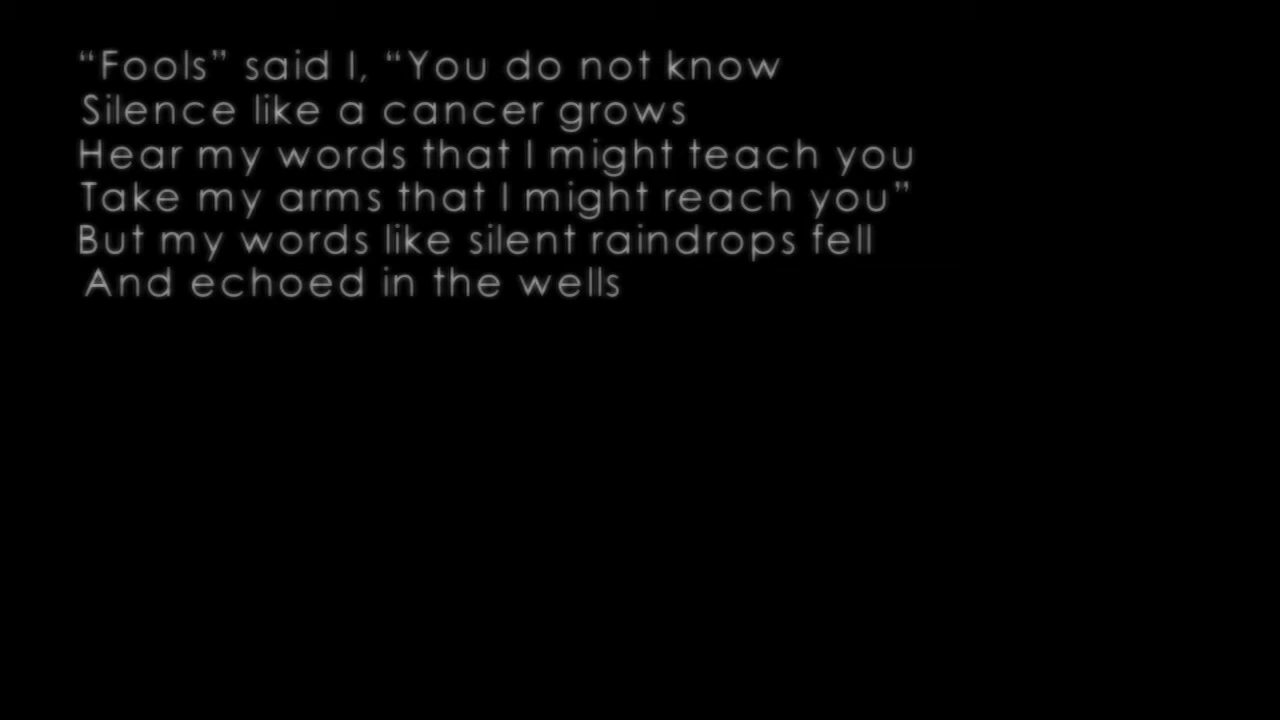 “Fools” said I, “You do not know
Silence like a cancer grows
Hear my words that I might teach you
Take my arms that I might reach you”
But my words like silent raindrops fell
And echoed in the wells